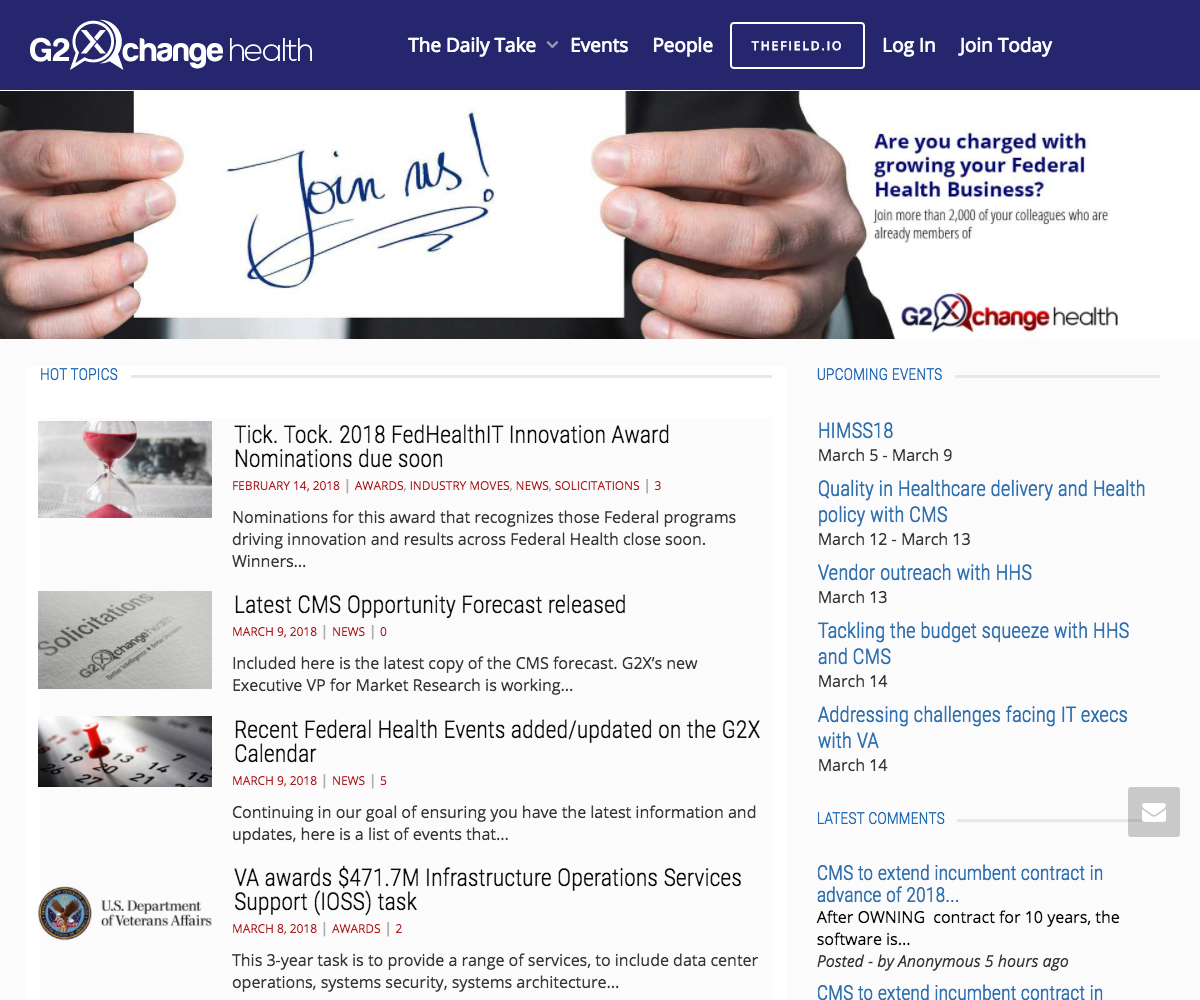 G2Xchange health
The Daily Take
Events
People
THEFIELD.IO
Log In
Join Today
Join us!
Are you charged with
growing your Federal
Health Business?
Join more than 2,000 of your colleagues who are
already members of
G2Xchange health
HOT TOPICS
Tick. Tock. 2018 FedHealthIT Innovation Award
Nominations due soon
FEBRUARY 14, 2018 | AWARDS, INDUSTRY MOVES, NEWS, SOLICITATIONS | 3
Nominations for this award that recognizes those Federal programs
driving innovation and results across Federal Health close soon.
Winners...
Solicitations
G2Xchange health
Latest CMS Opportunity Forecast released
MARCH 9, 2018 | NEWS | 0
Included here is the latest copy of the CMS forecast. G2X's new
Executive VP for Market Research is working...
19 20 13 14 7
27 21 15
Recent Federal Health Events added/updated on the G2X
Calendar
MARCH 9, 2018 | NEWS | 5
Continuing in our goal of ensuring you have the latest information and
updates, here is a list of events that...
U.S. Department
of Veterans Affairs
VA awards $471.7M Infrastructure Operations Services
Support (IOSS) task
MARCH 8, 2018 | AWARDS | 2
This 3-year task is to provide a range of services, to include data center
operations, systems security, systems architecture...
UPCOMING EVENTS
HIMSS18
March 5 - March 9
Quality in Healthcare delivery and Health
policy with CMS
March 12 - March 13
Vendor outreach with HHS
March 13
Tackling the budget squeeze with HHS
and CMS
March 14
Addressing challenges facing IT execs
with VA
March 14
LATEST COMMENTS
CMS to extend incumbent contract in
advance of 2018...
After OWNING contract for 10 years, the
software is...
Posted - by Anonymous 5 hours ago
CMS to extend incumbent contract in